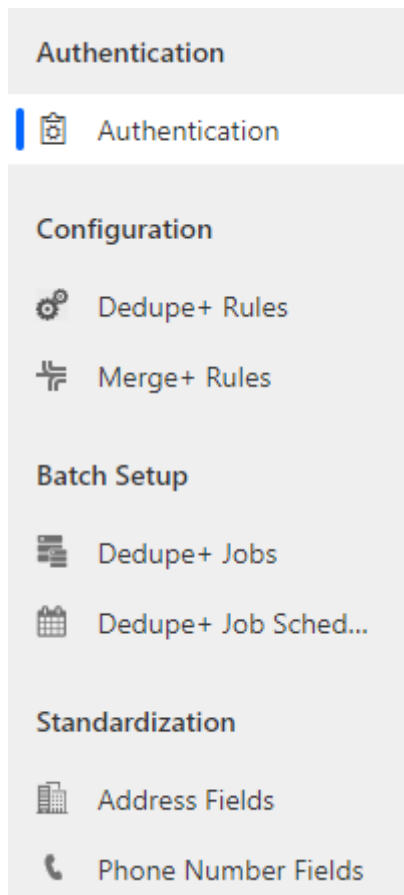 Authentication
Authentication
Configuration
Dedupe+ Rules
Merge+ Rules
Batch Setup
Dedupe+ Jobs
Dedupe+ Job Sched...
Standardization
Address Fields
Phone Number Fields